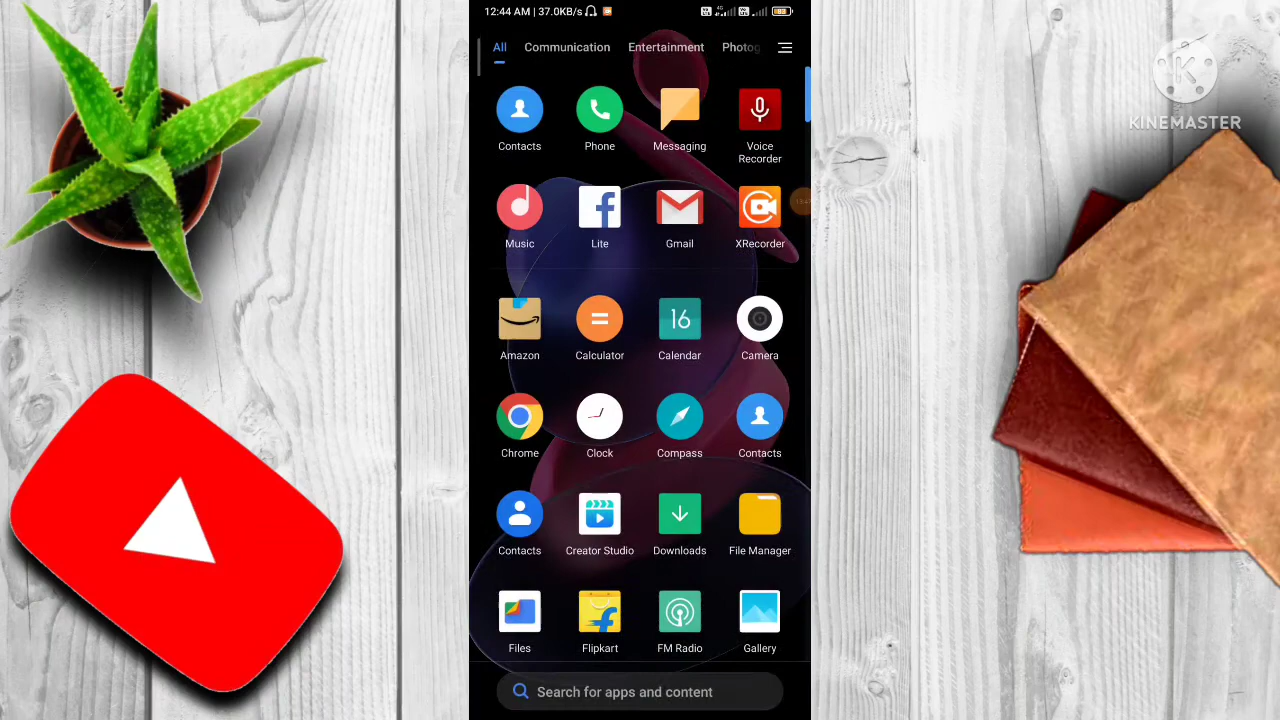 12:44 AM | 37.0KB/s
All Communication Entertainment Photog
Contacts Phone Messaging Voice Recorder
Music Lite Gmail XRecorder
16
Amazon Calculator Calendar Camera
Chrome Clock Compass Contacts
Contacts Creator Studio Downloads File Manager
Files Flipkart FM Radio Gallery
Search for apps and content
KINEMASTER